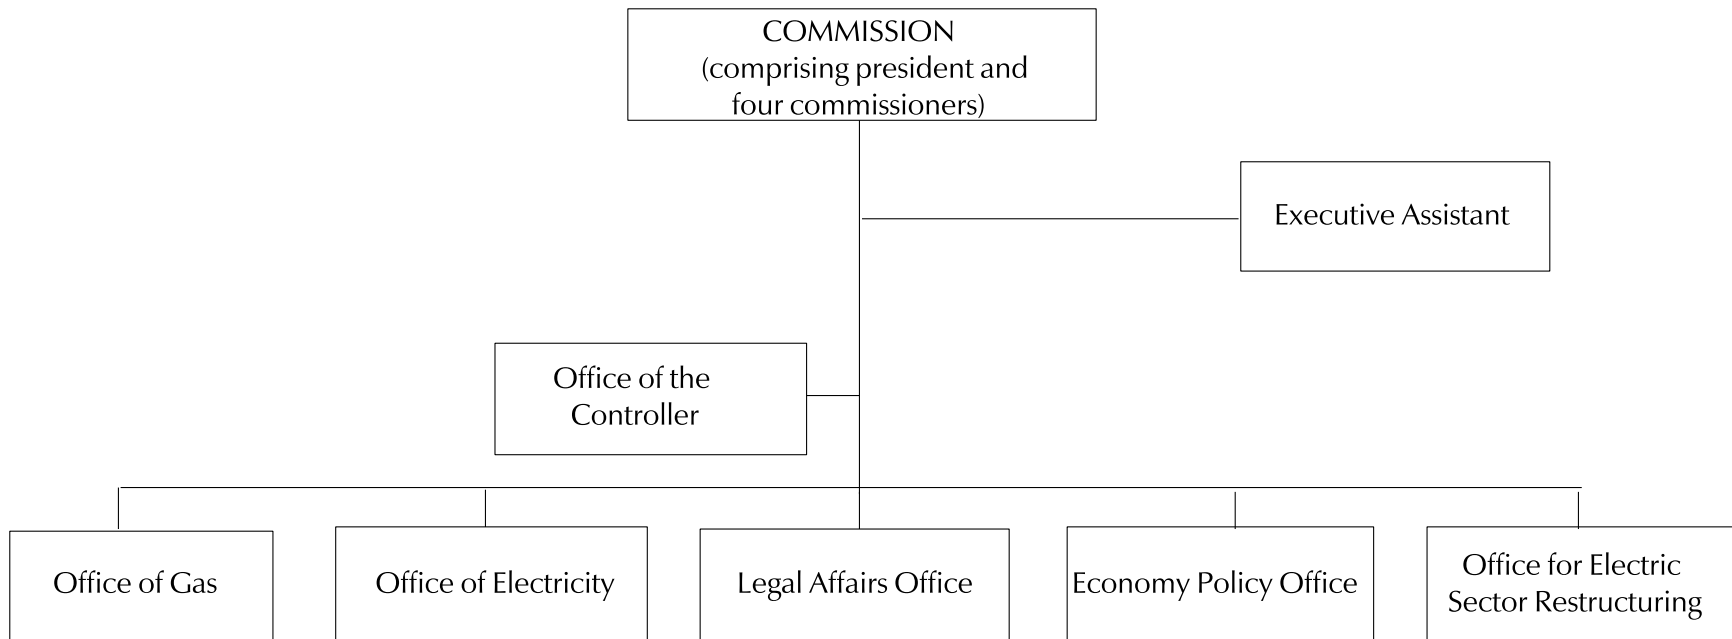 COMMISSION
(comprising president and
four commissioners)
Executive Assistant
Office of the
Controller
Office of Gas
Office of Electricity
Legal Affairs Office
Economy Policy Office
Office for Electric
Sector Restructuring